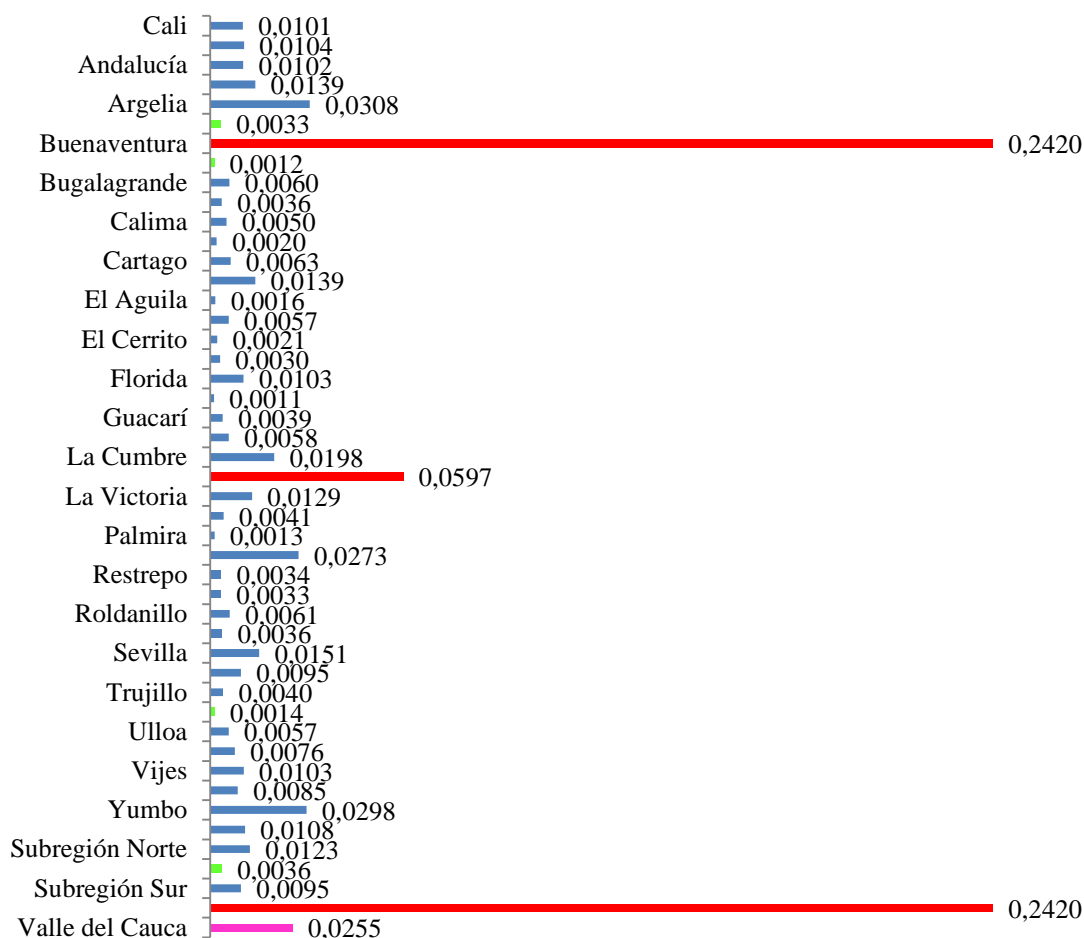 Cali 0,0101
0,0104
Andalucía 0,0102
0,0139
Argelia 0,0308
0,0033
Buenaventura 0,2420
0,0012
Bugalagrande 0,0060
0,0036
Calima 0,0050
0,0020
Cartago 0,0063
0,0139
El Aguila 0,0016
0,0057
El Cerrito 0,0021
0,0030
Florida 0,0103
0,0011
Guacarí 0,0039
0,0058
La Cumbre 0,0198
0,0597
La Victoria 0,0129
0,0041
Palmira 0,0013
0,0273
Restrepo 0,0034
0,0033
Roldanillo 0,0061
0,0036
Sevilla 0,0151
0,0095
Trujillo 0,0040
0,0014
Ulloa 0,0057
0,0076
Vijes 0,0103
0,0085
Yumbo 0,0298
0,0108
Subregión Norte 0,0123
0,0036
Subregión Sur 0,0095
0,2420
Valle del Cauca 0,0255